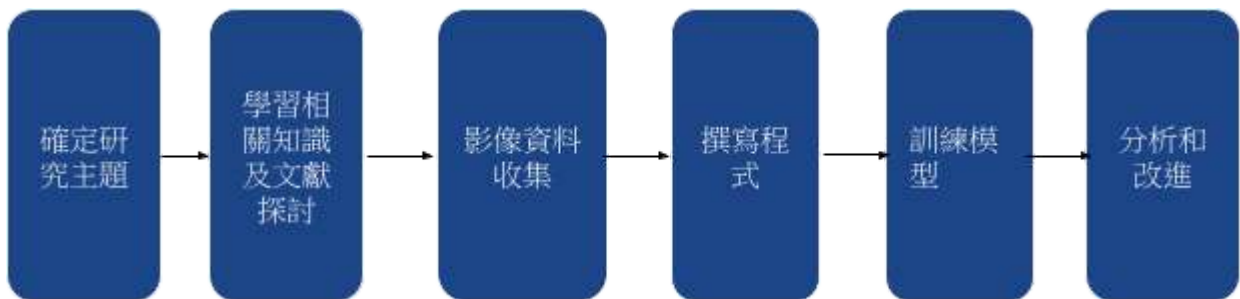 確定研
究主題
學習相
關知識
及文獻
探討
影像資料
收集
撰寫程
式
訓練模
型
分析和
改進